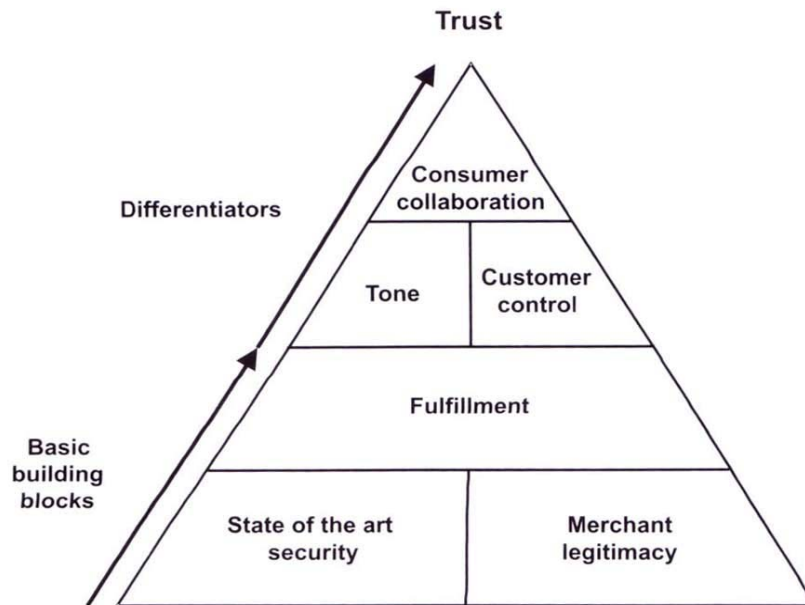 Trust
Consumer
collaboration
Differentiators
Tone
Customer
control
Fulfillment
Basic
building
blocks
State of the art
security
Merchant
legitimacy